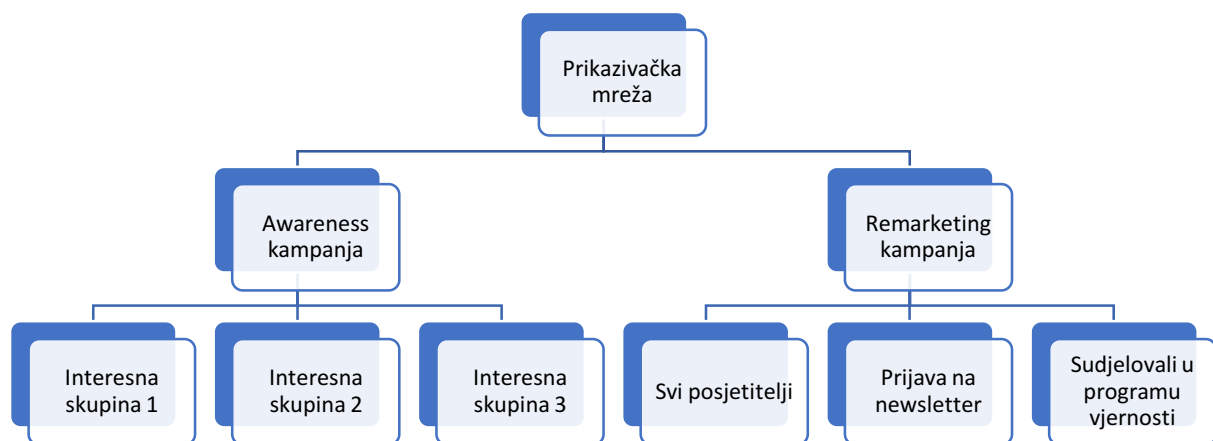 Prikazivačka
mreža
Awareness
kampanja
Remarketing
kampanja
Interesna
skupina 1
Interesna
skupina 2
Interesna
skupina 3
Svi posjetitelji
Prijava na
newsletter
Sudjelovali u
programu
vjernosti